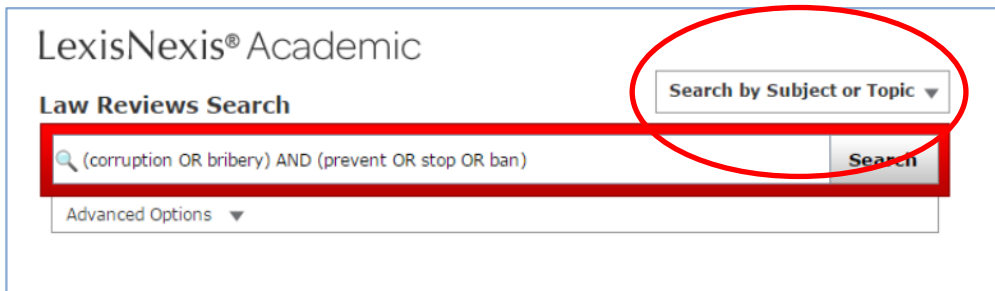 LexisNexis® Academic
Search by Subject or Topic
Law Reviews Search
(corruption OR bribery) AND (prevent OR stop OR ban)
Search
Advanced Options